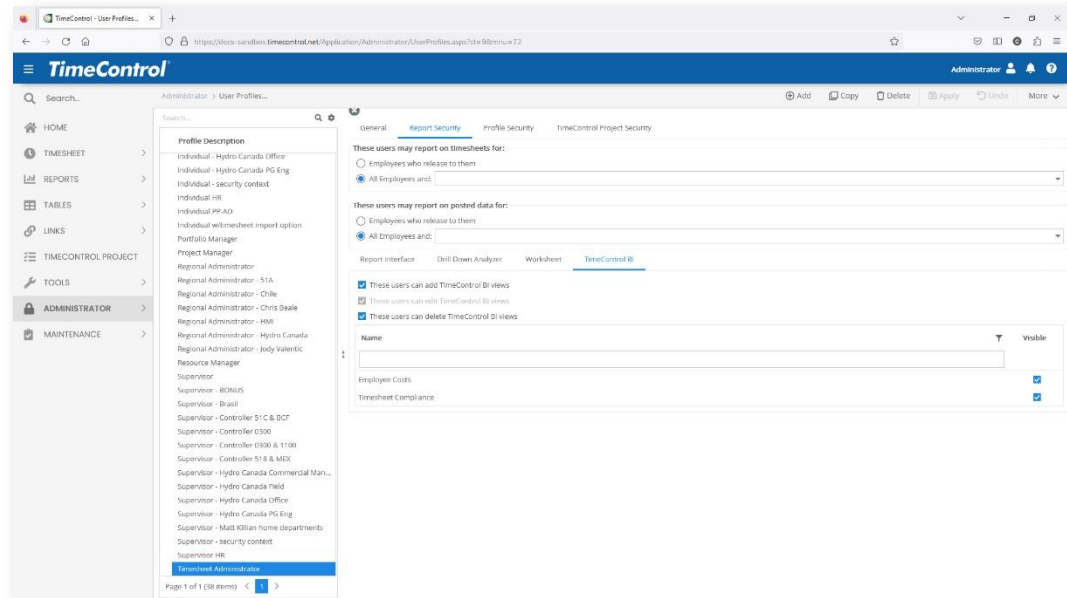 TimeControl - User Profiles...
https://docs-sandbox.timecontrol.net/Application/Administrator/UserProfiles.aspx?st=98&mnu=72
TimeControl
Administrator
Search...
Administrator > User Profiles...
Add
Copy
Delete
Apply
Undo
More
HOME
TIMESHEET
REPORTS
TABLES
LINKS
TIMECONTROL PROJECT
TOOLS
ADMINISTRATOR
MAINTENANCE
Search...
Profile Description
Individual - Hydro Canada Office
Individual - Hydro Canada PG Eng
Individual - security context
Individual HR
Individual PP-AD
Individual w/timesheet import option
Portfolio Manager
Project Manager
Regional Administrator
Regional Administrator - 51A
Regional Administrator - Chile
Regional Administrator - Chris Beale
Regional Administrator - HMI
Regional Administrator - Hydro Canada
Regional Administrator - Jody Valentic
Resource Manager
Supervisor
Supervisor - BONUS
Supervisor - Brasil
Supervisor - Controller 51C & BCF
Supervisor - Controller 0300
Supervisor - Controller 0300 & 1100
Supervisor - Controller 518 & MEX
Supervisor - Hydro Canada Commercial Man...
Supervisor - Hydro Canada Field
Supervisor - Hydro Canada Office
Supervisor - Hydro Canada PG Eng
Supervisor - Matt Killian home departments
Supervisor - security context
Supervisor HR
Timesheet Administrator
Page 1 of 1 (38 items) < 1 >
General Report Security Profile Security TimeControl Project Security
These users may report on timesheets for:
Employees who release to them
All Employees and:
These users may report on posted data for:
Employees who release to them
All Employees and:
Report Interface Drill Down Analyzer Worksheet TimeControl BI
These users can add TimeControl BI views
These users can edit TimeControl BI views
These users can delete TimeControl BI views
Name Visible
Employee Costs
Timesheet Compliance